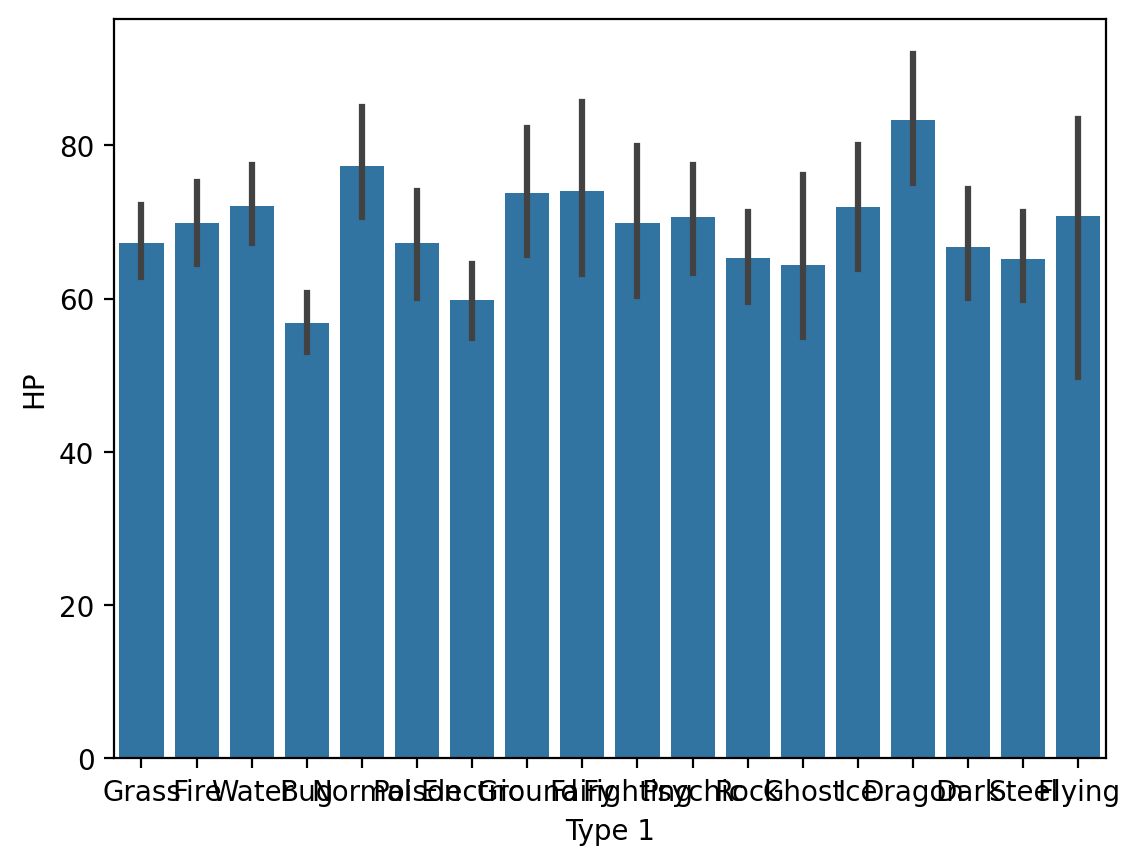 80
60
40
20
0
HP
Grass Fire Water Bug Normal Poison Electric Ground Fairy Fighting Psychic Rock Ghost Ice Dragon Dark Steel Flying
Type 1